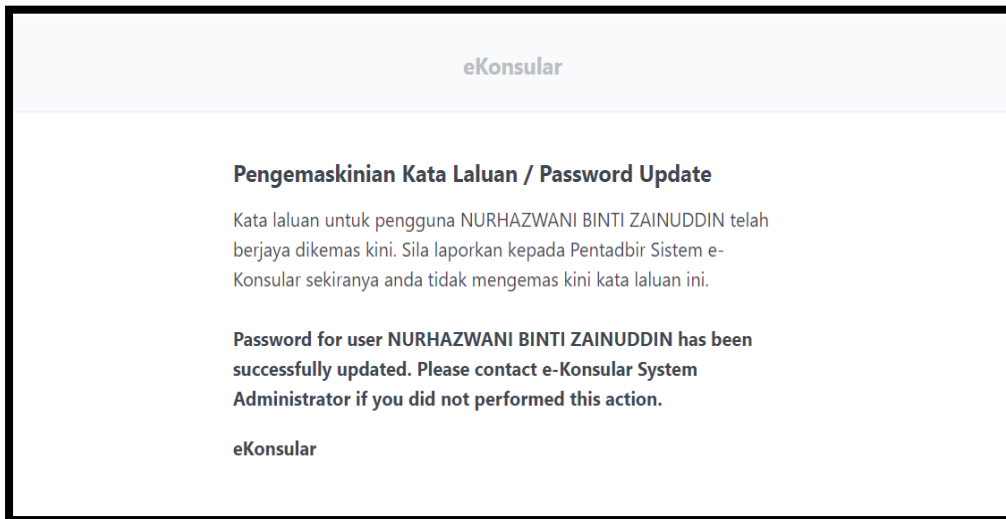 eKonsular
Pengemaskinian Kata Laluan / Password Update
Kata laluan untuk pengguna NURHAZWANI BINTI ZAINUDDIN telah
berjaya dikemas kini. Sila laporkan kepada Pentadbir Sistem e-
Konsular sekiranya anda tidak mengemas kini kata laluan ini.
Password for user NURHAZWANI BINTI ZAINUDDIN has been
successfully updated. Please contact e-Konsular System
Administrator if you did not performed this action.
eKonsular